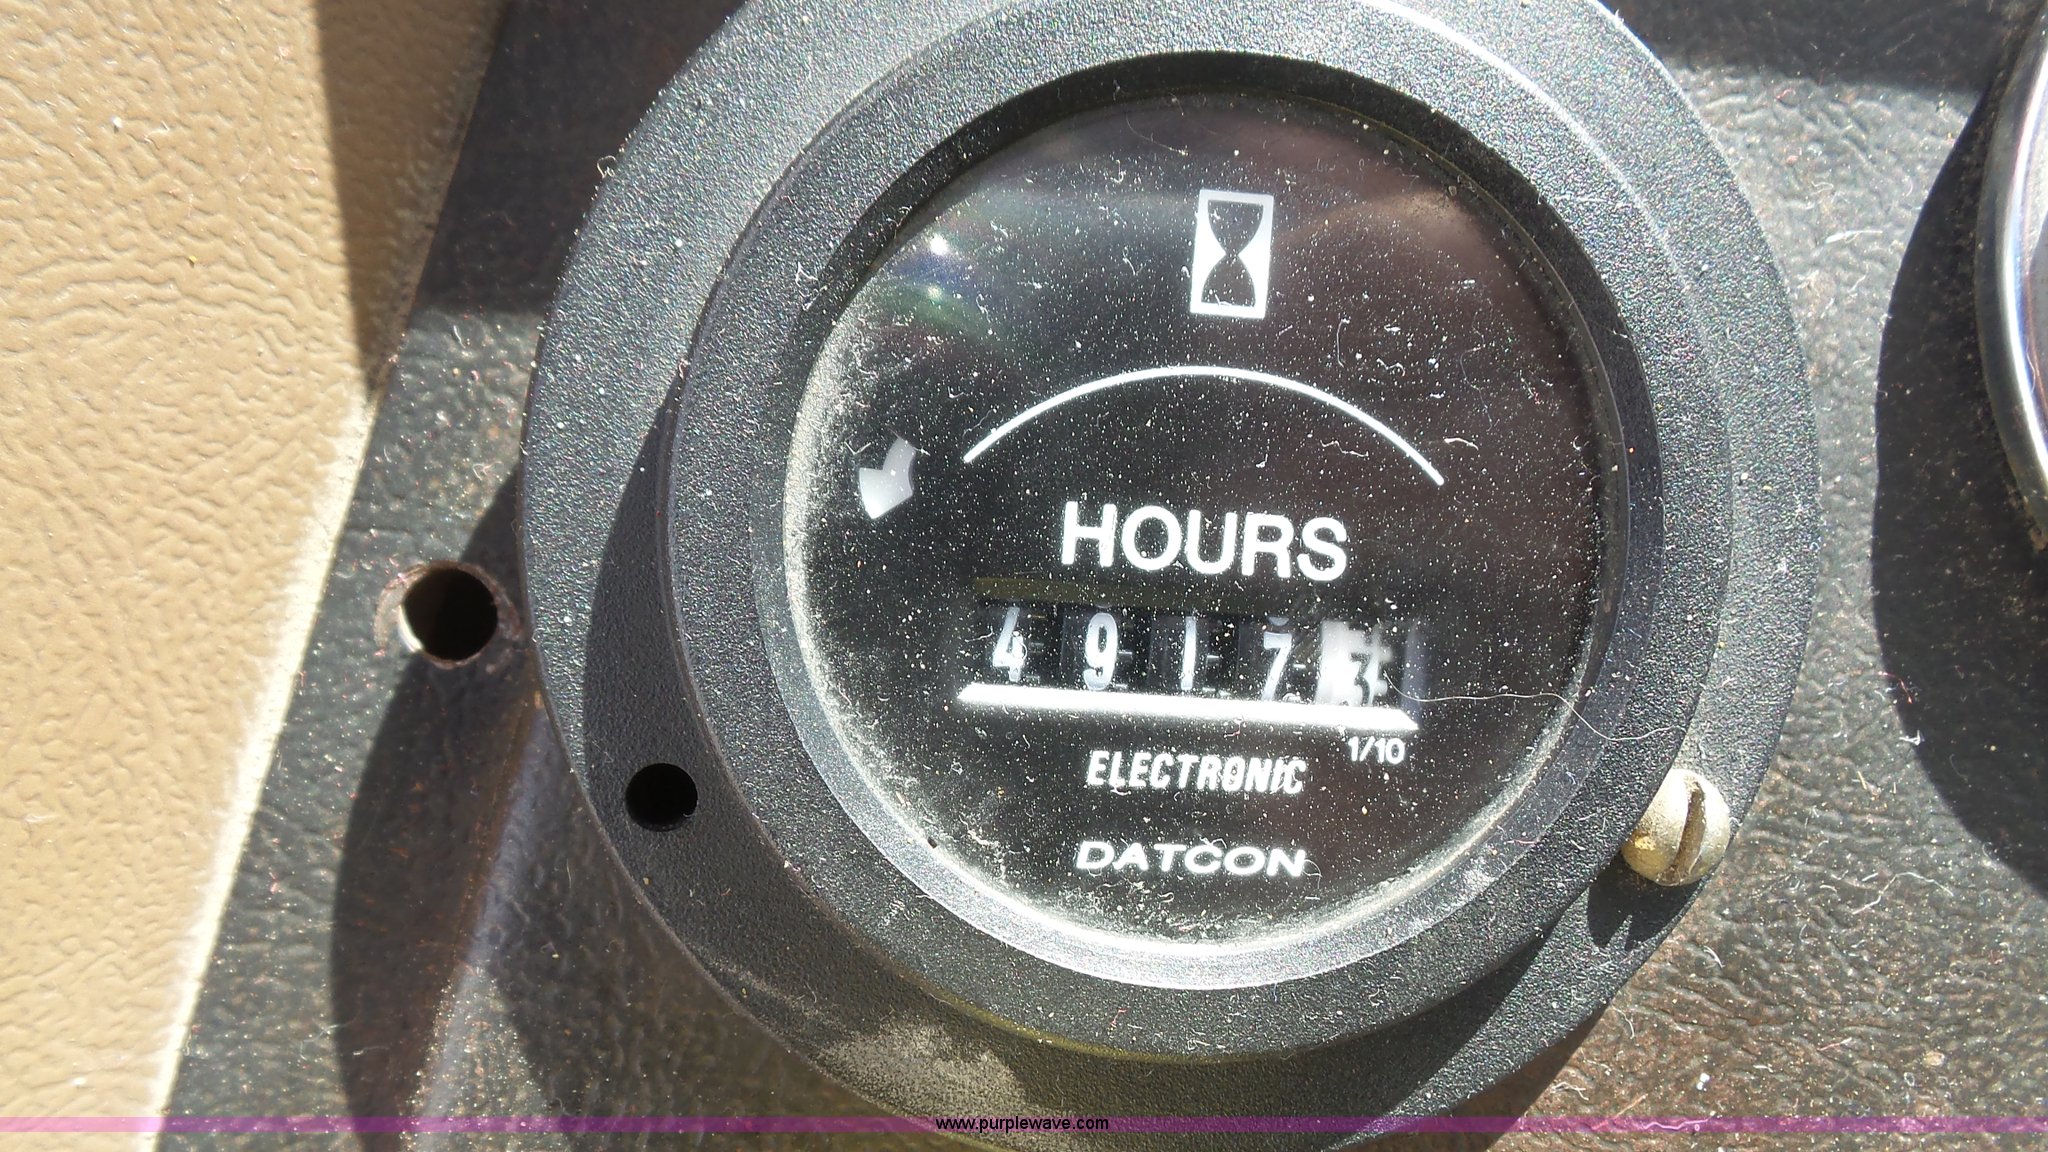 HOURS
4917
1/10
ELECTRONIC
DATCON
www.purplewave.com